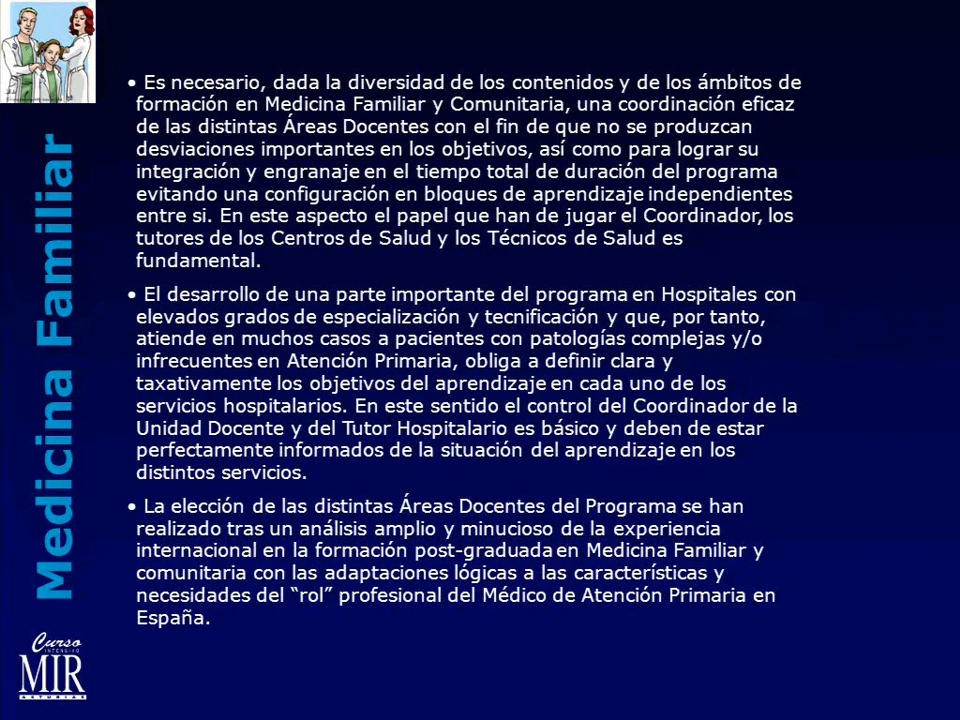 • Es necesario, dada la diversidad de los contenidos y de los ámbitos de
formación en Medicina Familiar y Comunitaria, una coordinación eficaz
de las distintas Áreas Docentes con el fin de que no se produzcan
desviaciones importantes en los objetivos, así como para lograr su
integración y engranaje en el tiempo total de duración del programa
evitando una configuración en bloques de aprendizaje independientes
entre si. En este aspecto el papel que han de jugar el Coordinador, los
tutores de los Centros de Salud y los Técnicos de Salud es
fundamental.
• El desarrollo de una parte importante del programa en Hospitales con
elevados grados de especialización y tecnificación y que, por tanto,
atiende en muchos casos a pacientes con patologías complejas y/o
infrecuentes en Atención Primaria, obliga a definir clara y
taxativamente los objetivos del aprendizaje en cada uno de los
servicios hospitalarios. En este sentido el control del Coordinador de la
Unidad Docente y del Tutor Hospitalario es básico y deben de estar
perfectamente informados de la situación del aprendizaje en los
distintos servicios.
• La elección de las distintas Áreas Docentes del Programa se han
realizado tras un análisis amplio y minucioso de la experiencia
internacional en la formación post-graduada en Medicina Familiar y
comunitaria con las adaptaciones lógicas a las características y
necesidades del “rol” profesional del Médico de Atención Primaria en
España.
Medicina Familiar
Curso
INTENSIVO
MIR
ASTURIAS